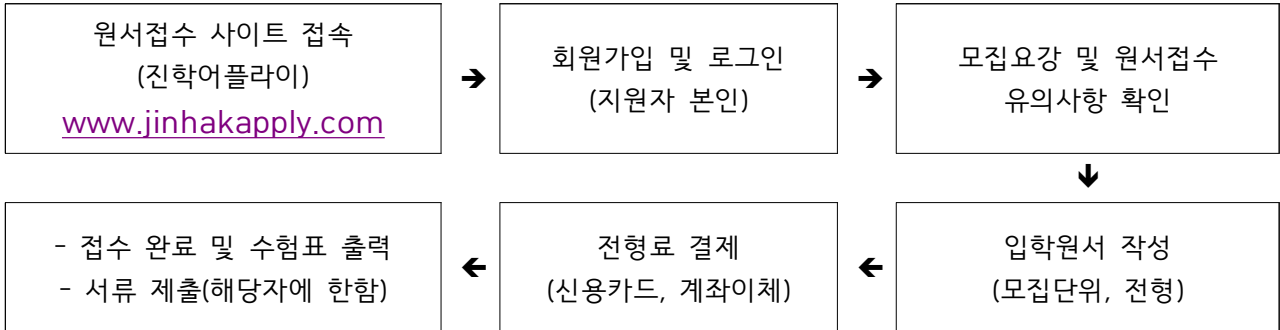 원서접수 사이트 접속
(진학어플라이)
www.jinhakapply.com
➔
회원가입 및 로그인
(지원자 본인)
➔
모집요강 및 원서접수
유의사항 확인
🡻
입학원서 작성
(모집단위, 전형)
🡸
전형료 결제
(신용카드, 계좌이체)
🡸
- 접수 완료 및 수험표 출력
- 서류 제출(해당자에 한함)